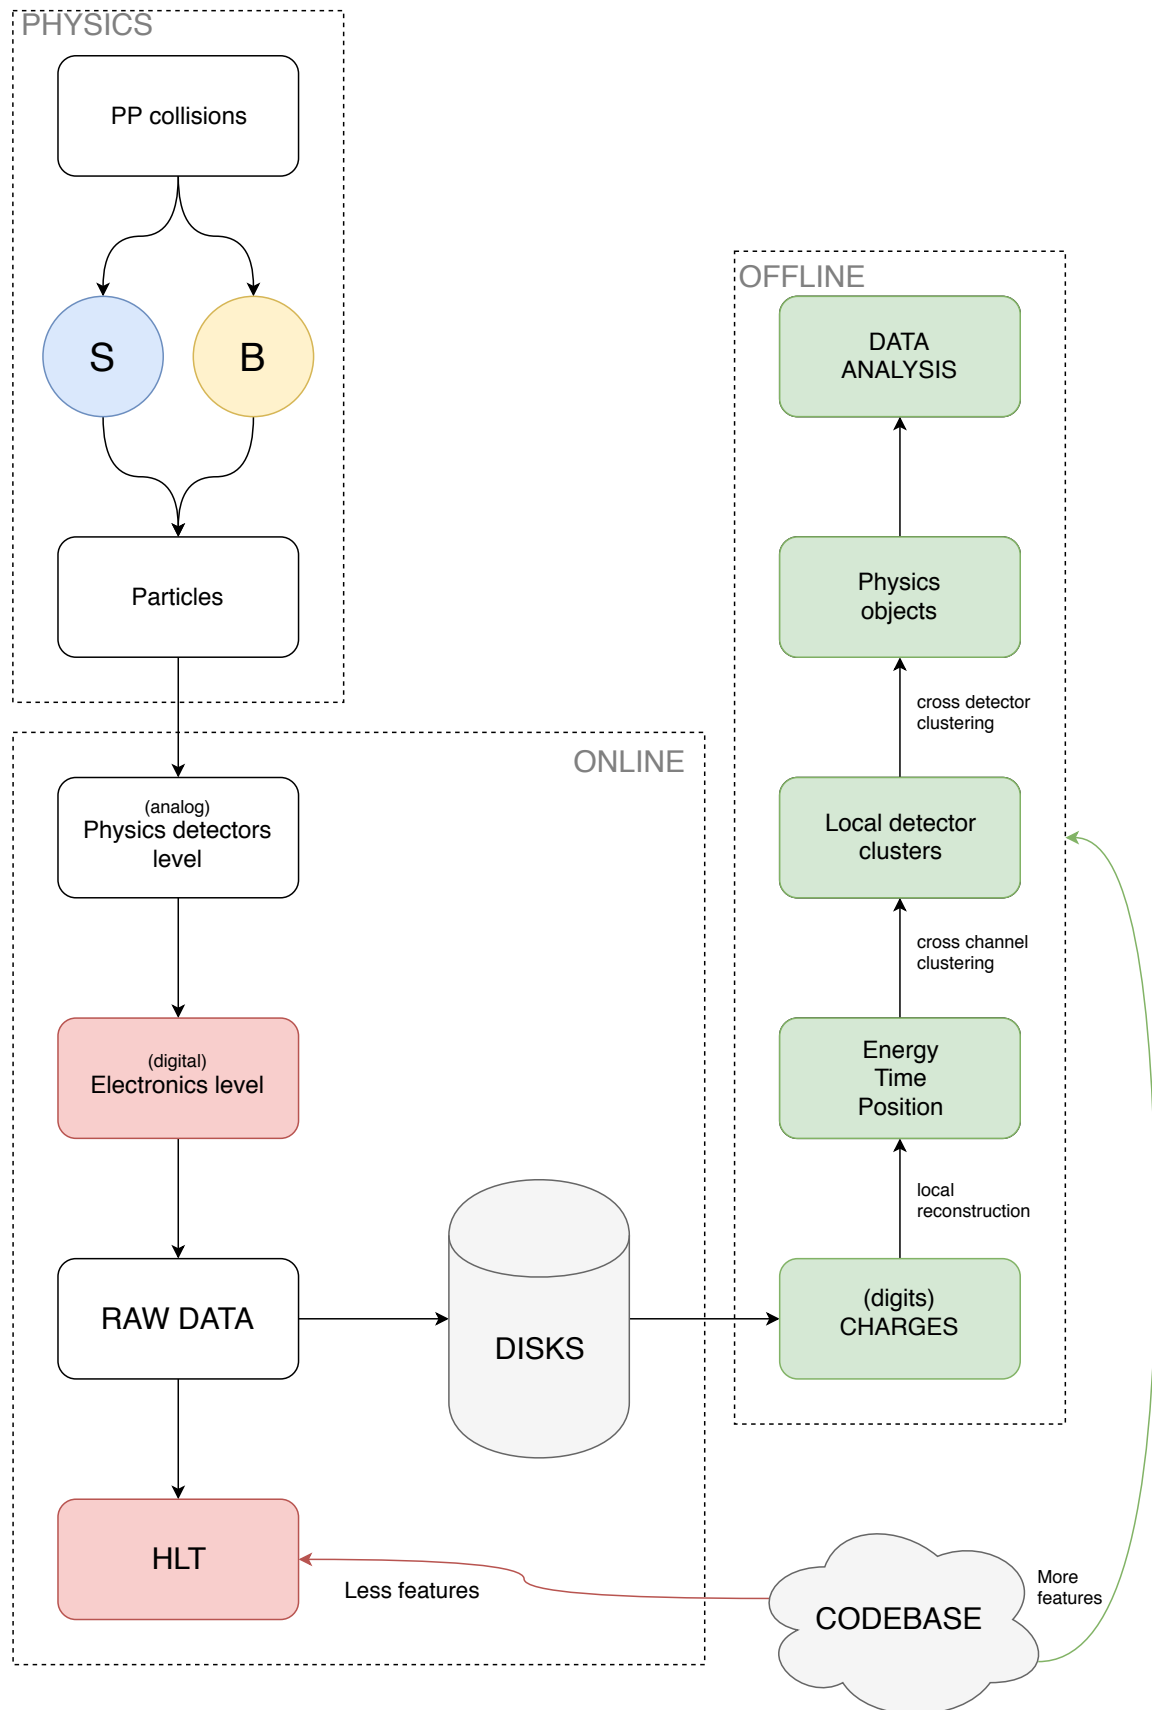 PHYSICS
PP collisions
S
B
Particles
ONLINE
(analog)
Physics detectors
level
(digital)
Electronics level
RAW DATA
DISKS
HLT
Less features
OFFLINE
DATA
ANALYSIS
Physics
objects
cross detector
clustering
Local detector
clusters
cross channel
clustering
Energy
Time
Position
local
reconstruction
(digits)
CHARGES
CODEBASE
More
features